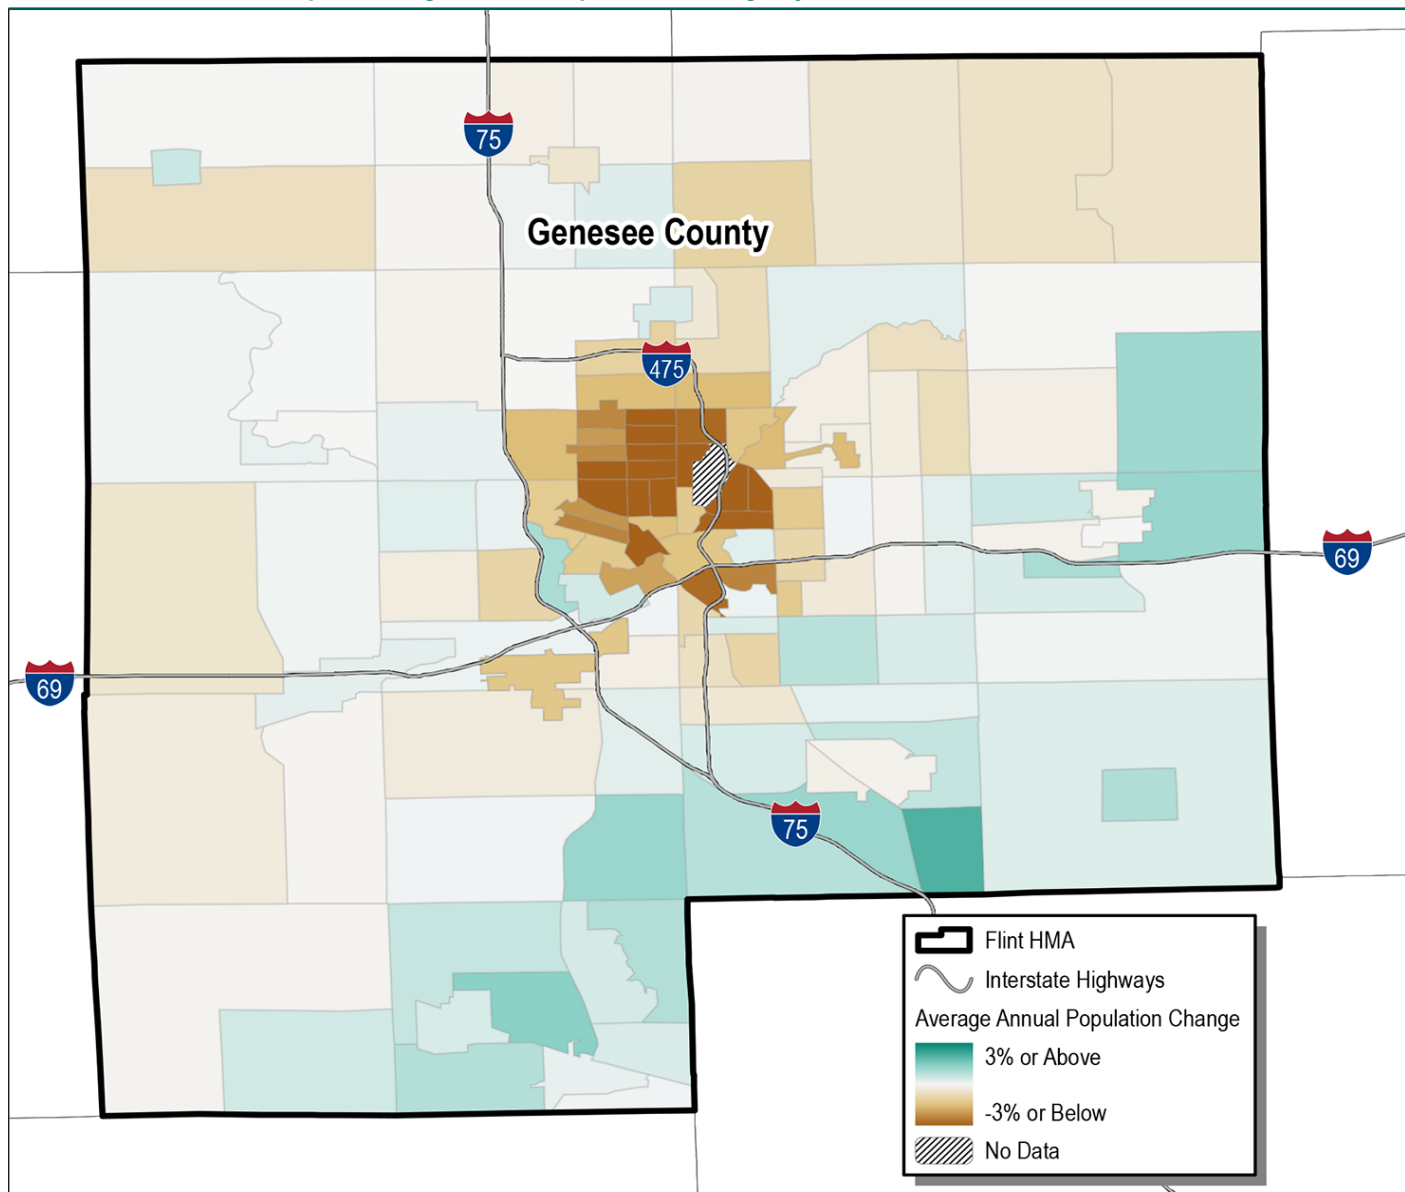 75
Genesee County
475
69
69
75
Flint HMA
Interstate Highways
Average Annual Population Change
3% or Above
-3% or Below
No Data